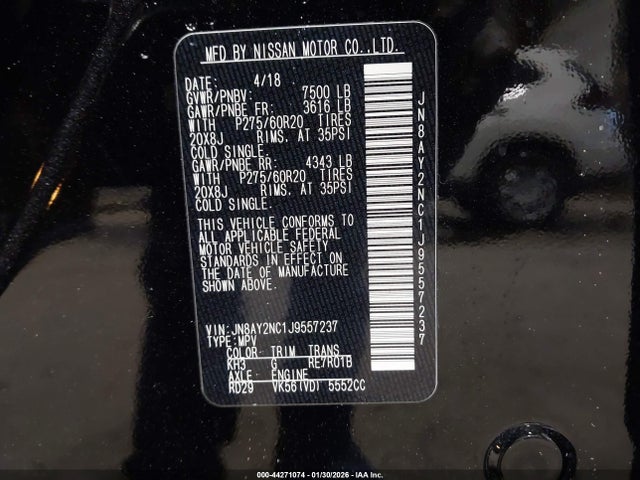 MFD BY NISSAN MOTOR CO.,LTD.
DATE: 4/18
GVWR/PNBV: 7500 LB
GAWR/PNBE FR: 3616 LB
WITH P275/60R20 TIRES
20X8J RIMS. AT 35PSI
COLD SINGLE.
GAWR/PNBE RR: 4343 LB
WITH P275/60R20 TIRES
20X8J RIMS. AT 35PSI
COLD SINGLE.
THIS VEHICLE CONFORMS TO
ALL APPLICABLE FEDERAL
MOTOR VEHICLE SAFETY
STANDARDS IN EFFECT ON
THE DATE OF MANUFACTURE
SHOWN ABOVE.
VIN: JN8AY2NC1J9557237
TYPE: MPV
COLOR TRIM TRANS
KH3 G RE7R01B
AXLE ENGINE
RD29 VK56(VD) 5552CC
JN8AY2NC1J9557237
000-44271074 - 01/30/2026 - IAA Inc.